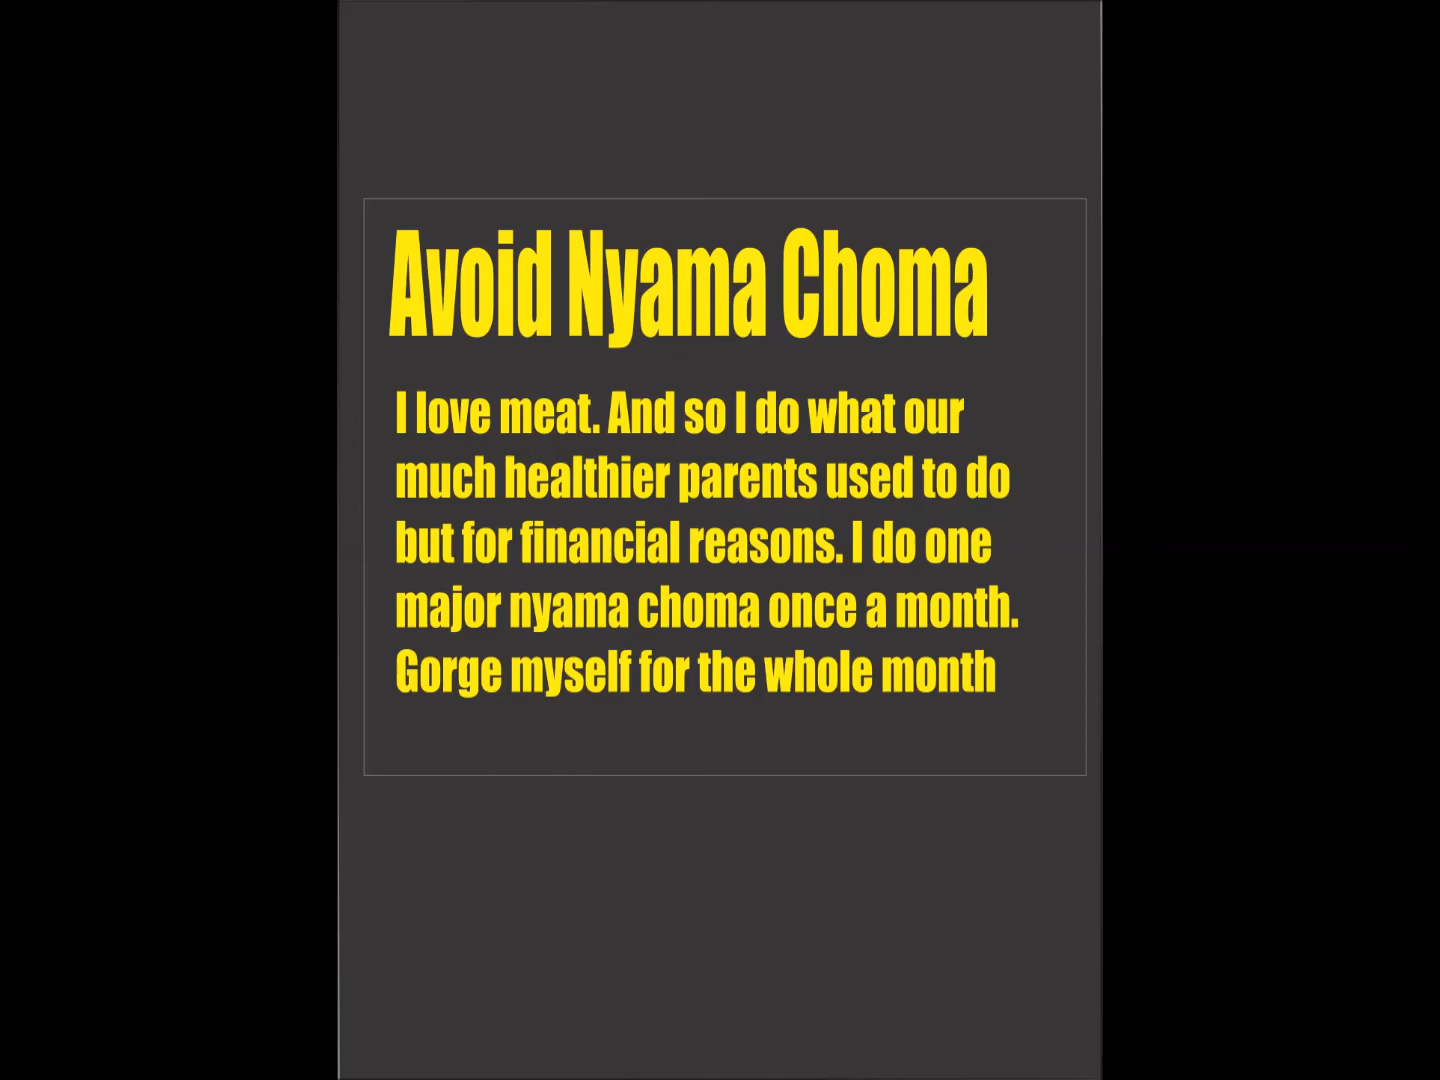 Avoid Nyama Choma
I love meat. And so I do what our
much healthier parents used to do
but for financial reasons. I do one
major nyama choma once a month.
Gorge myself for the whole month